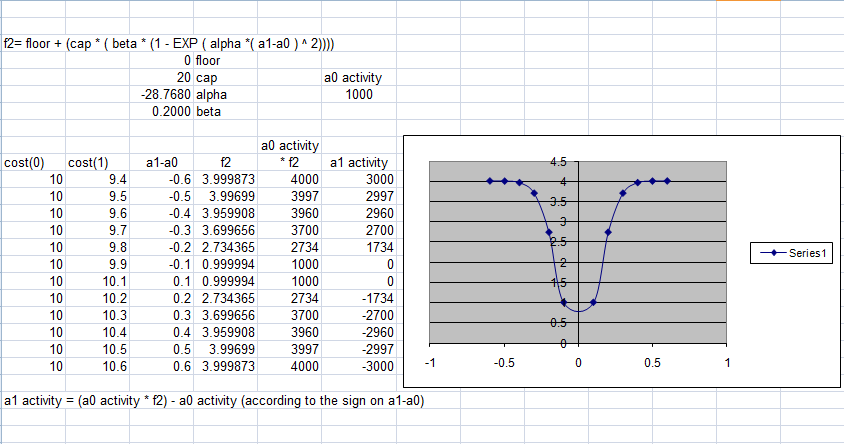 f2= floor + (cap * ( beta * (1 - EXP ( alpha *( a1-a0 ) ^ 2))))
0 floor
20 cap a0 activity
-28.7680 alpha 1000
0.2000 beta
a0 activity
cost(0) cost(1) a1-a0 f2 * f2 a1 activity
10 9.4 -0.6 3.999873 4000 3000
10 9.5 -0.5 3.99699 3997 2997
10 9.6 -0.4 3.959908 3960 2960
10 9.7 -0.3 3.699656 3700 2700
10 9.8 -0.2 2.734365 2734 1734
10 9.9 -0.1 0.999994 1000 0
10 10.1 0.1 0.999994 1000 0
10 10.2 0.2 2.734365 2734 -1734
10 10.3 0.3 3.699656 3700 -2700
10 10.4 0.4 3.959908 3960 -2960
10 10.5 0.5 3.99699 3997 -2997
10 10.6 0.6 3.999873 4000 -3000
4.5
4
3.5
3
2.5
2
1.5
1
0.5
0
-1 -0.5 0 0.5 1
Series1
a1 activity = (a0 activity * f2) - a0 activity (according to the sign on a1-a0)